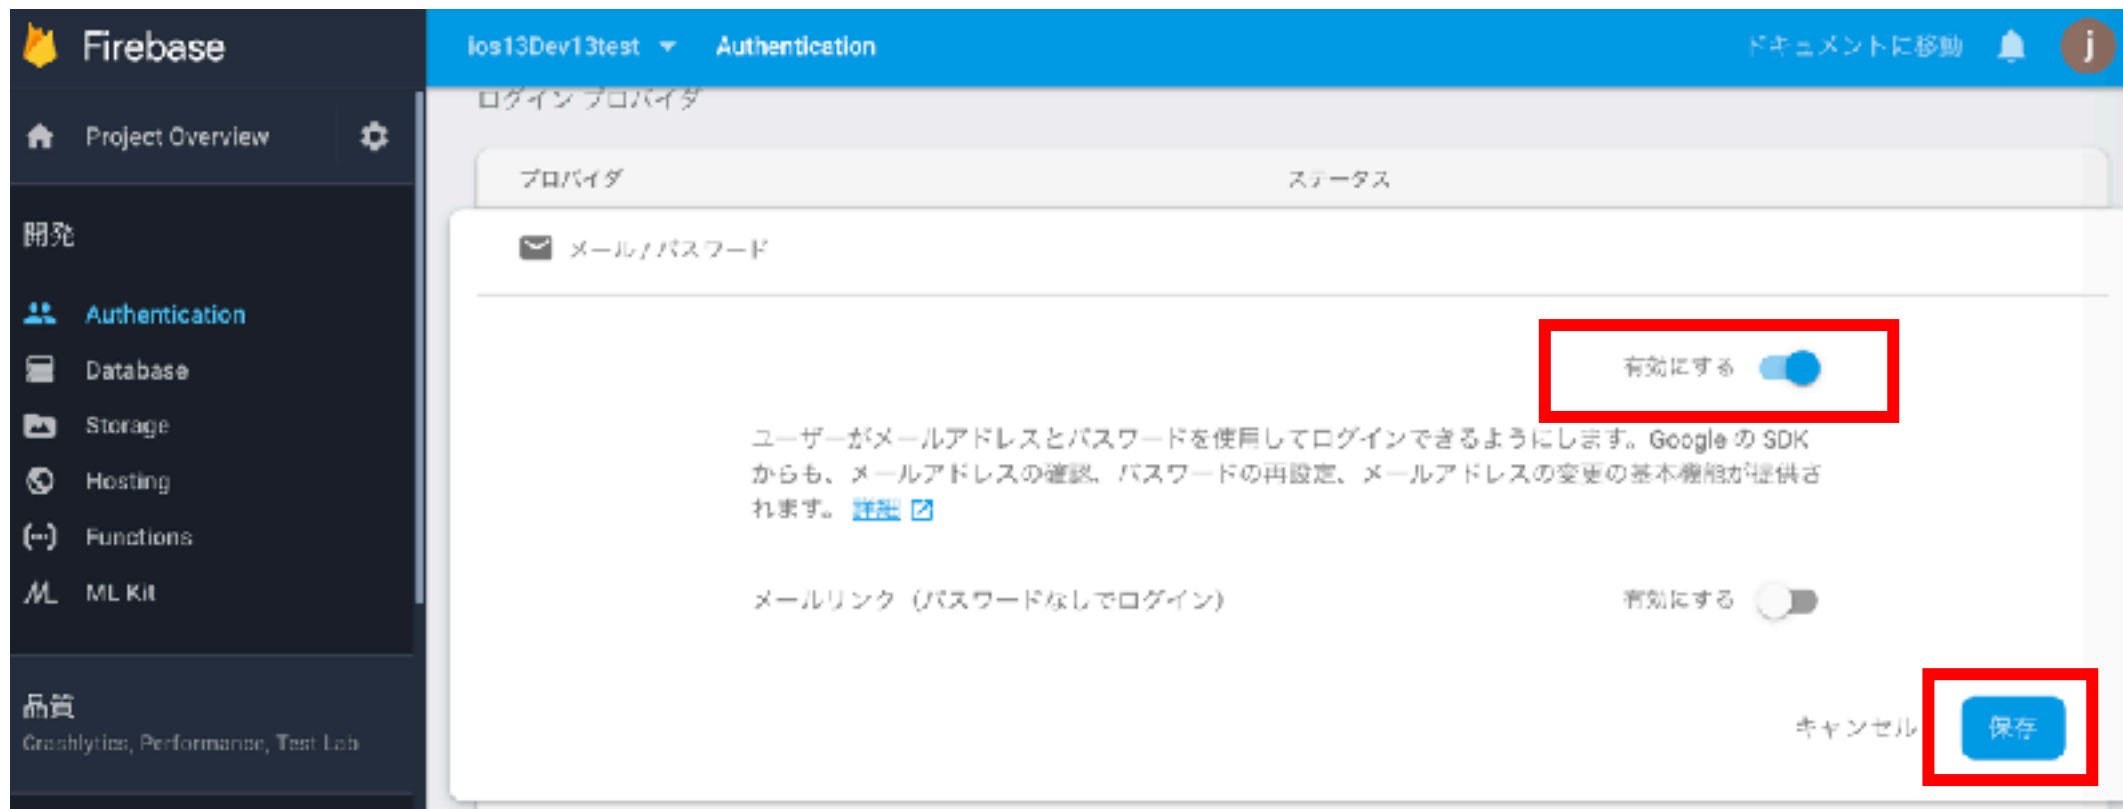 Firebase
ios13Dev13test
Authentication
ドキュメントに移動
j
Project Overview
ログイン プロバイダ
プロバイダ
ステータス
開発
メール / パスワード
Authentication
有効にする
Database
Storage
ユーザーがメールアドレスとパスワードを使用してログインできるようにします。Google の SDK
からも、メールアドレスの確認、パスワードの再設定、メールアドレスの変更の基本機能が提供さ
れます。 詳細
Hosting
Functions
ML Kit
メールリンク（パスワードなしでログイン）
有効にする
品質
Crashlytics, Performance, Test Lab
キャンセル
保存